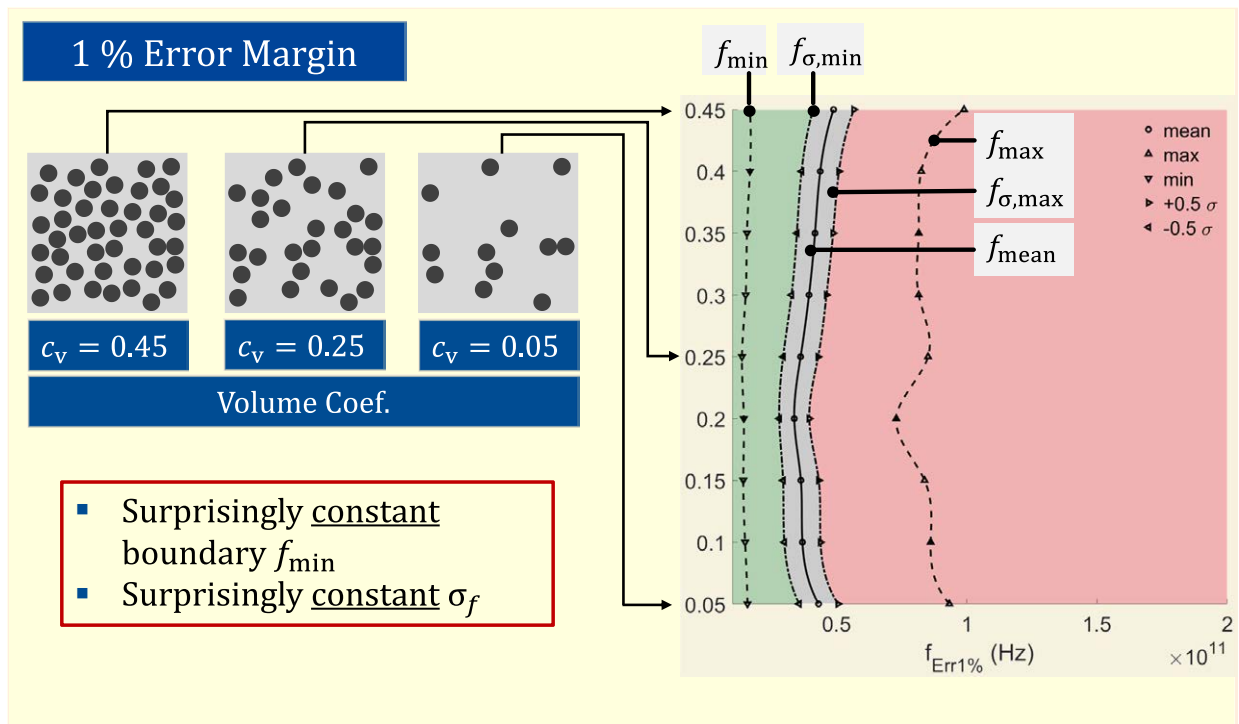 1 % Error Margin
f_min
f_σ,min
c_v = 0.45
c_v = 0.25
c_v = 0.05
Volume Coef.
▪ Surprisingly constant
boundary f_min
▪ Surprisingly constant σ_f
0.45
0.4
0.35
0.3
0.25
0.2
0.15
0.1
0.05
mean
max
min
+0.5 σ
-0.5 σ
f_max
f_σ,max
f_mean
0.5
1
1.5
2
f_Err1% (Hz)
×10^11